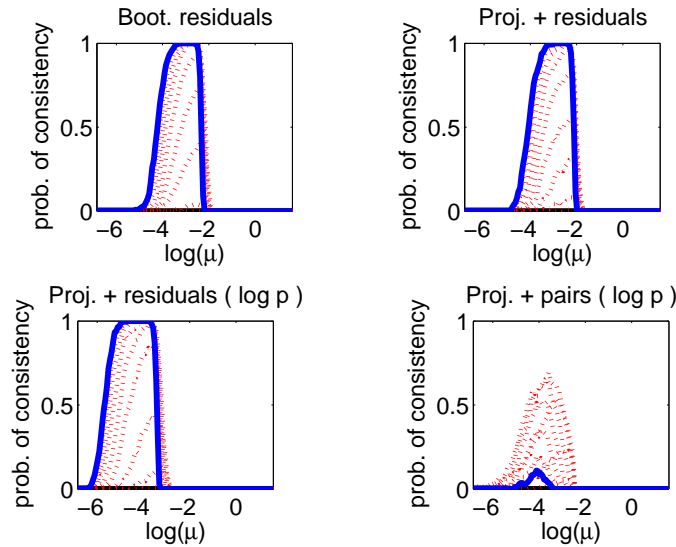 Boot. residuals
prob. of consistency
1
0.5
0
−6 −4 −2 0
log(μ)
Proj. + residuals
prob. of consistency
1
0.5
0
−6 −4 −2 0
log(μ)
Proj. + residuals ( log p )
prob. of consistency
1
0.5
0
−6 −4 −2 0
log(μ)
Proj. + pairs ( log p )
prob. of consistency
1
0.5
0
−6 −4 −2 0
log(μ)